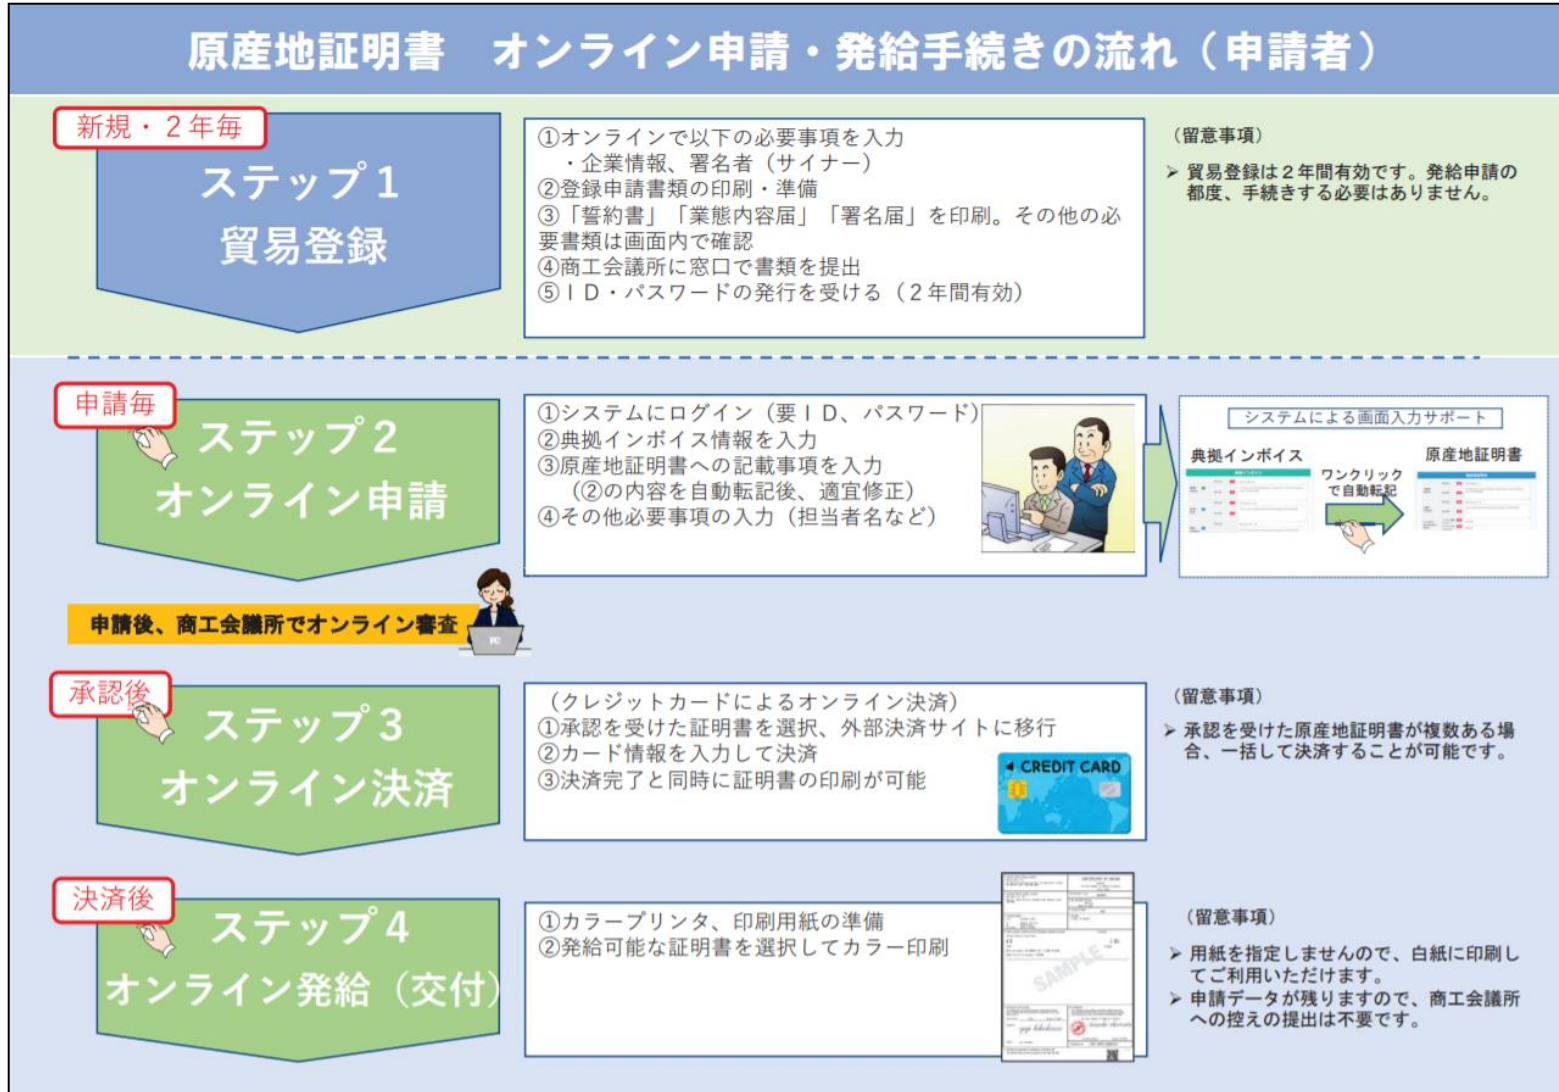 原産地証明書　オンライン申請・発給手続きの流れ（申請者）
新規・２年毎
ステップ１
貿易登録
①オンラインで以下の必要事項を入力
・企業情報、署名者（サイナー）
②登録申請書類の印刷・準備
③「誓約書」「業態内容届」「署名届」を印刷。その他の必
要書類は画面内で確認
④商工会議所に窓口で書類を提出
⑤ＩＤ・パスワードの発行を受ける（２年間有効）
（留意事項）
➢ 貿易登録は２年間有効です。発給申請の
都度、手続きする必要はありません。
申請毎
ステップ２
オンライン申請
①システムにログイン（要ＩＤ、パスワード）
②典拠インボイス情報を入力
③原産地証明書への記載事項を入力
（②の内容を自動転記後、適宜修正）
④その他必要事項の入力（担当者名など）
システムによる画面入力サポート
典拠インボイス
ワンクリック
で自動転記
原産地証明書
申請後、商工会議所でオンライン審査
PC
承認後
ステップ３
オンライン決済
（クレジットカードによるオンライン決済）
①承認を受けた証明書を選択、外部決済サイトに移行
②カード情報を入力して決済
③決済完了と同時に証明書の印刷が可能
CREDIT CARD
（留意事項）
➢ 承認を受けた原産地証明書が複数ある場
合、一括して決済することが可能です。
決済後
ステップ４
オンライン発給（交付）
①カラープリンタ、印刷用紙の準備
②発給可能な証明書を選択してカラー印刷
SAMPLE
（留意事項）
➢ 用紙を指定しませんので、白紙に印刷し
てご利用いただけます。
➢ 申請データが残りますので、商工会議所
への控えの提出は不要です。